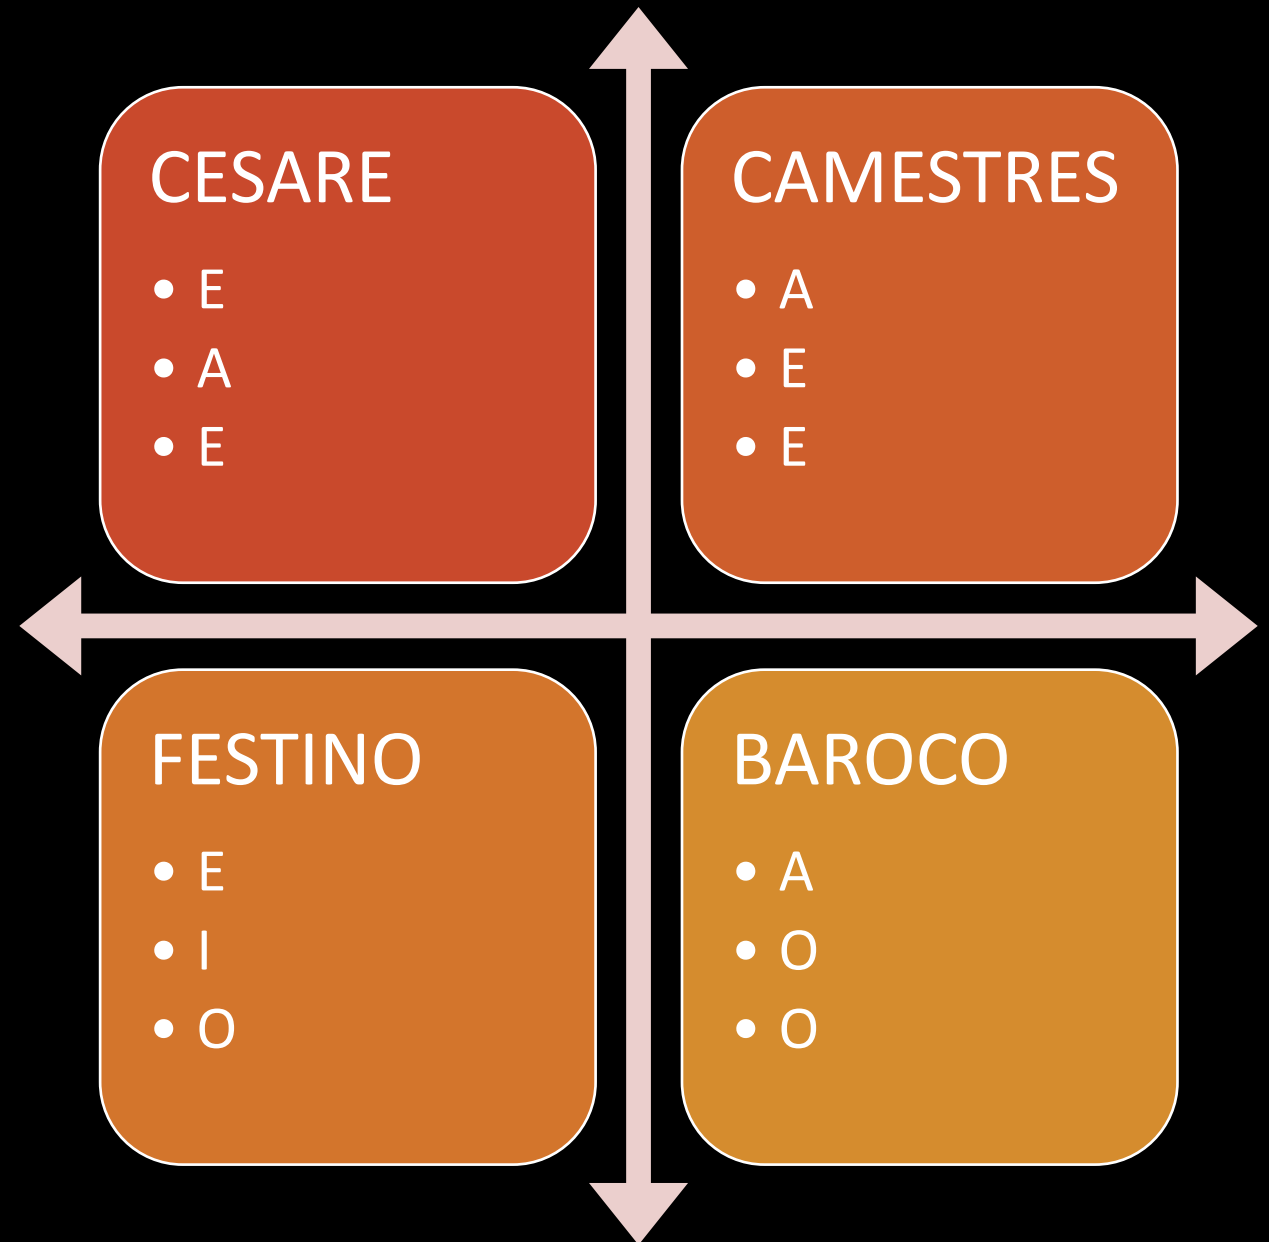 CESARE
• E
• A
• E
CAMESTRES
• A
• E
• E
FESTINO
• E
• I
• O
BAROCO
• A
• O
• O